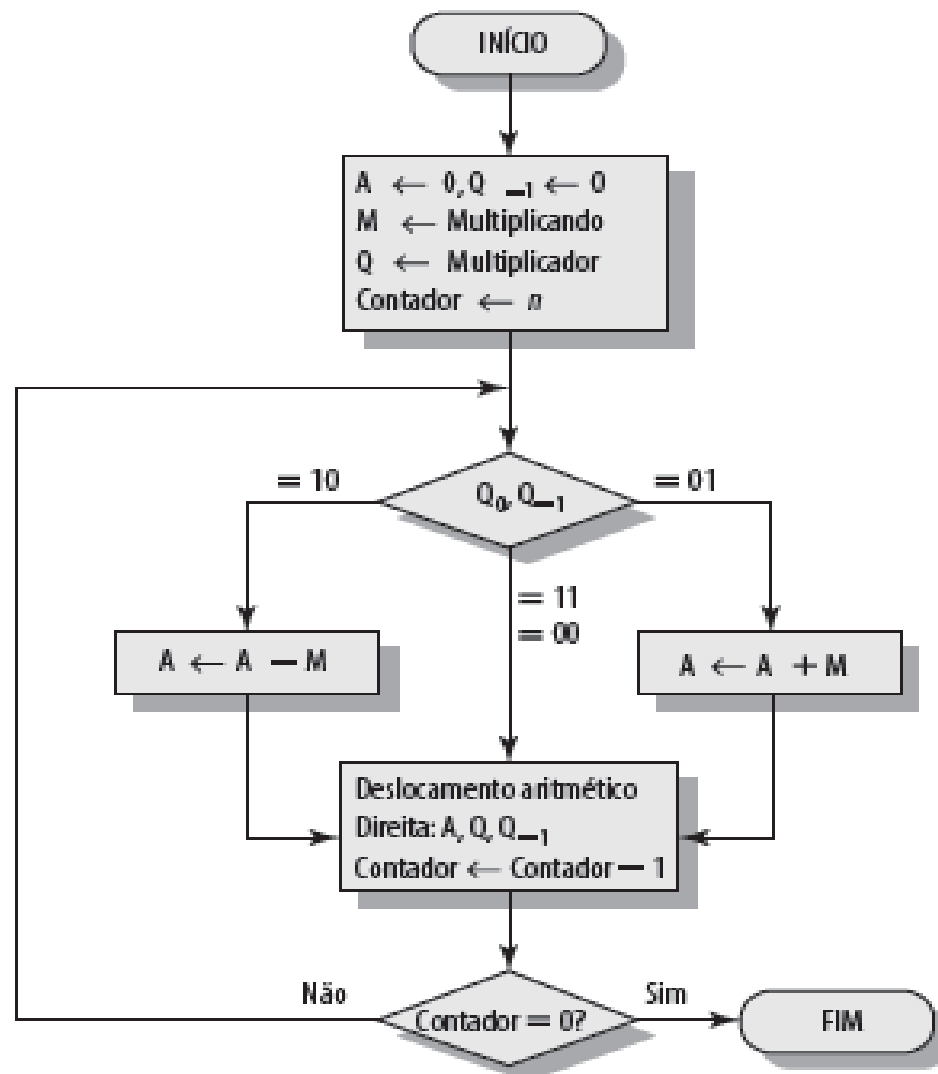 INÍCIO
A ← 0, Q −1 ← 0
M ← Multiplicando
Q ← Multiplicador
Contador ← n
= 10
Q0, Q−1
= 01
= 11
= 00
A ← A − M
A ← A + M
Deslocamento aritmético
Direita: A, Q, Q−1
Contador ← Contador − 1
Não
Contador = 0?
Sim
FIM